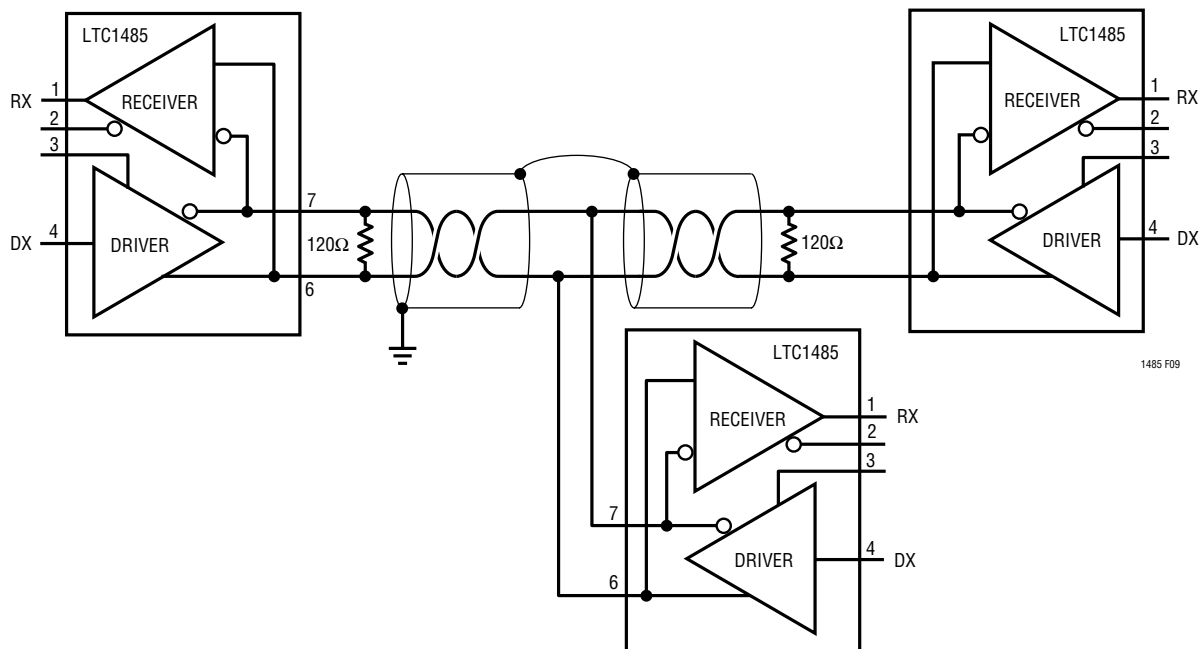 LTC1485
RX
1
RECEIVER
2
3
DX
4
DRIVER
7
120Ω
6
LTC1485
RECEIVER
1
RX
2
3
120Ω
DRIVER
4
DX
1485 F09
LTC1485
RECEIVER
1
RX
2
3
7
DRIVER
4
DX
6